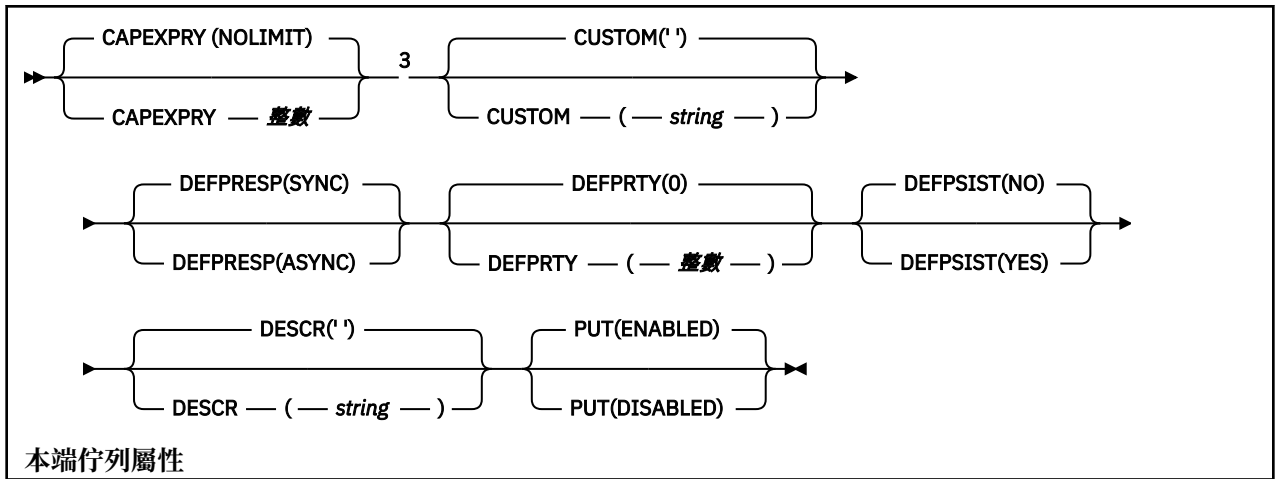 CAPEXPRY (NOLIMIT) 3 CUSTOM(' ')
CAPEXPRY 整數 CUSTOM ( string )
DEFPRESP(SYNC) DEFPRTY(0) DEFPSIST(NO)
DEFPRESP(ASYNC) DEFPRTY ( 整數 ) DEFPSIST(YES)
DESCR(' ') PUT(ENABLED)
DESCR ( string ) PUT(DISABLED)
本端佇列屬性